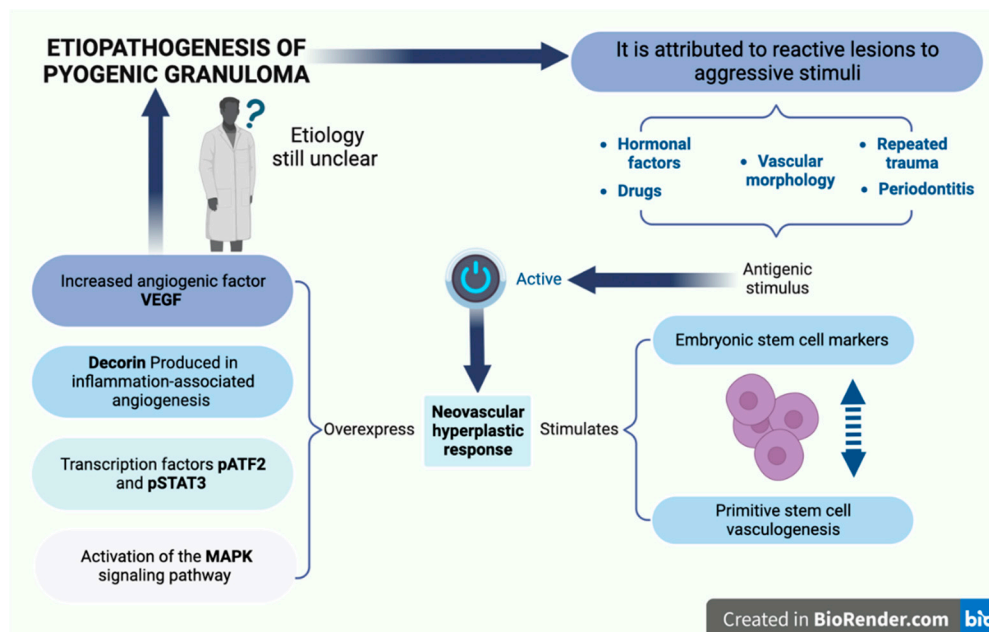 ETIOPATHOGENESIS OF
PYOGENIC GRANULOMA
It is attributed to reactive lesions to
aggressive stimuli
?
Etiology
still unclear
• Hormonal
factors
• Drugs
• Vascular
morphology
• Repeated
trauma
• Periodontitis
Antigenic
stimulus
Active
Increased angiogenic factor
VEGF
Decorin Produced in
inflammation-associated
angiogenesis
Transcription factors pATF2
and pSTAT3
Activation of the MAPK
signaling pathway
Overexpress
Neovascular
hyperplastic
response
Stimulates
Embryonic stem cell markers
Primitive stem cell
vasculogenesis
Created in BioRender.com